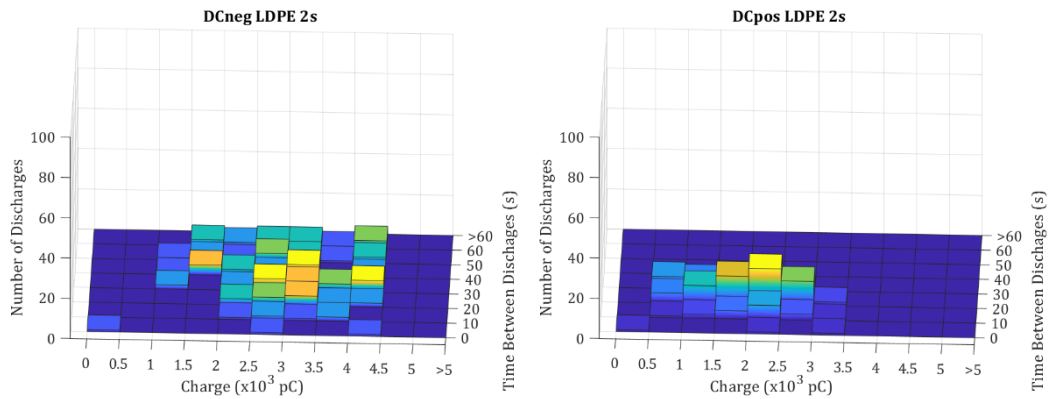 DCneg LDPE 2s
Number of Discharges
100
80
60
40
20
0
0 0.5 1 1.5 2 2.5 3 3.5 4 4.5 >5
Charge (x10³ pC)
>60
60
50
40
30
20
10
0
Time Between Dischages (s)
DCpos LDPE 2s
Number of Discharges
100
80
60
40
20
0
0 0.5 1 1.5 2 2.5 3 3.5 4 4.5 >5
Charge (x10³ pC)
>60
60
50
40
30
20
10
0
Time Between Dischages (s)